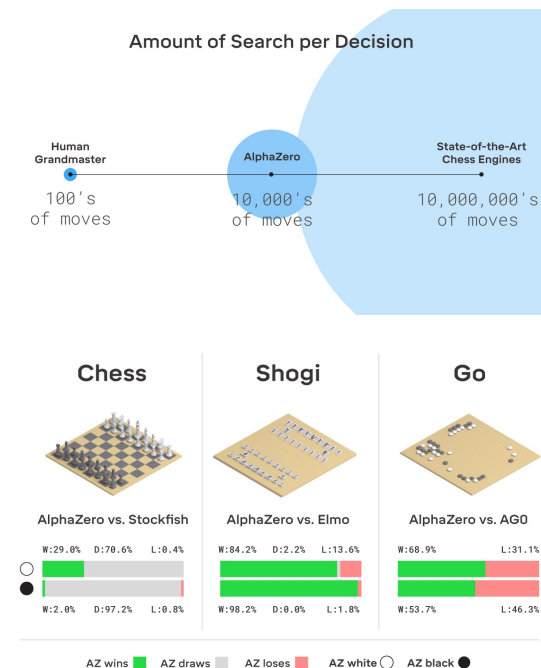 Amount of Search per Decision
Human
Grandmaster
AlphaZero
State-of-the-Art
Chess Engines
100's
of moves
10,000's
of moves
10,000,000's
of moves
Chess
Shogi
Go
AlphaZero vs. Stockfish
AlphaZero vs. Elmo
AlphaZero vs. AG0
W:29.0% D:70.6% L:0.4%
W:84.2% D:2.2% L:13.6%
W:68.9% L:31.1%
W:2.0% D:97.2% L:0.8%
W:98.2% D:0.0% L:1.8%
W:53.7% L:46.3%
AZ wins AZ draws AZ loses AZ white AZ black